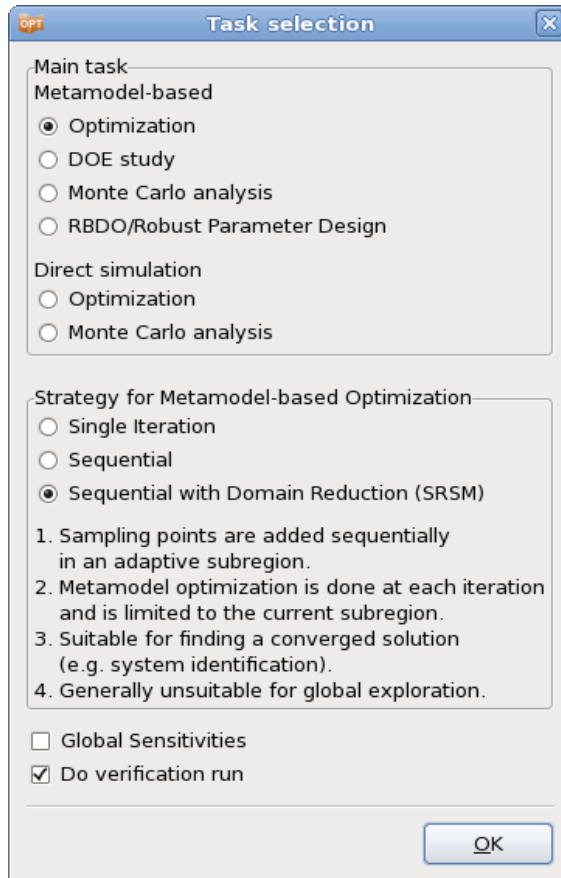 OPT
Task selection
Main task
Metamodel-based
Optimization
DOE study
Monte Carlo analysis
RBDO/Robust Parameter Design
Direct simulation
Optimization
Monte Carlo analysis
Strategy for Metamodel-based Optimization
Single Iteration
Sequential
Sequential with Domain Reduction (SRSM)
1. Sampling points are added sequentially
in an adaptive subregion.
2. Metamodel optimization is done at each iteration
and is limited to the current subregion.
3. Suitable for finding a converged solution
(e.g. system identification).
4. Generally unsuitable for global exploration.
Global Sensitivities
Do verification run
OK